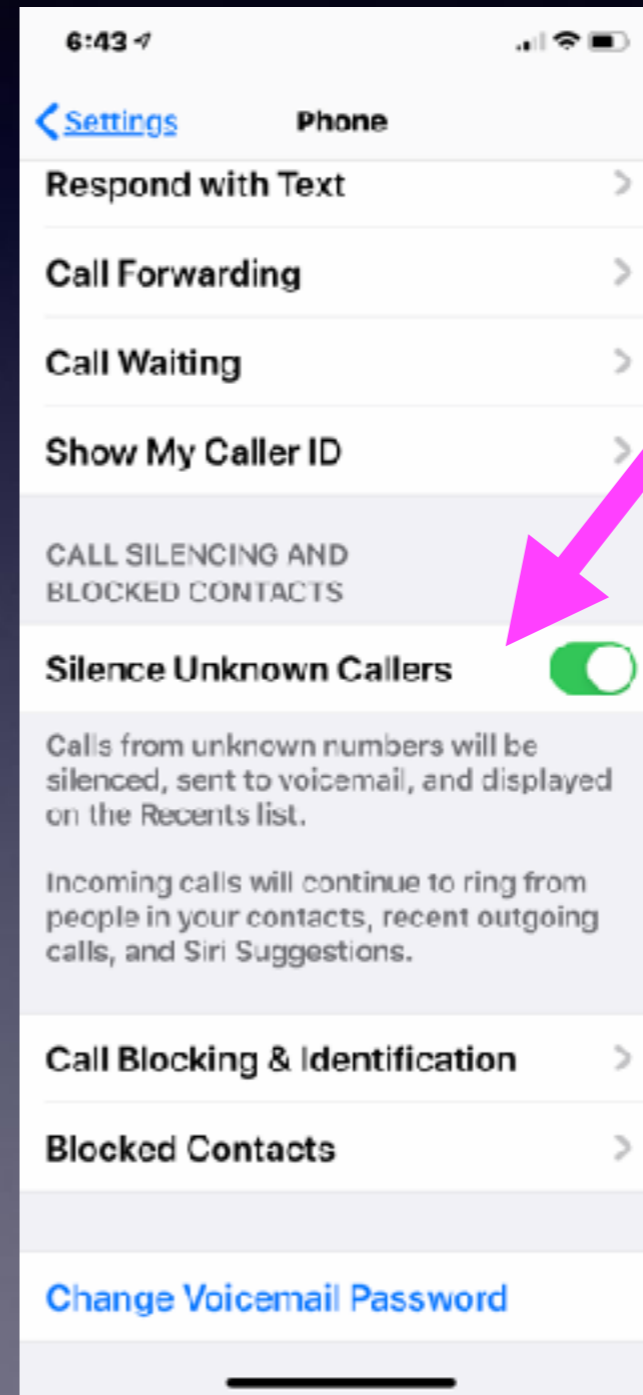 6:43
Settings
Phone
Respond with Text
Call Forwarding
Call Waiting
Show My Caller ID
CALL SILENCING AND
BLOCKED CONTACTS
Silence Unknown Callers
Calls from unknown numbers will be
silenced, sent to voicemail, and displayed
on the Recents list.
Incoming calls will continue to ring from
people in your contacts, recent outgoing
calls, and Siri Suggestions.
Call Blocking & Identification
Blocked Contacts
Change Voicemail Password